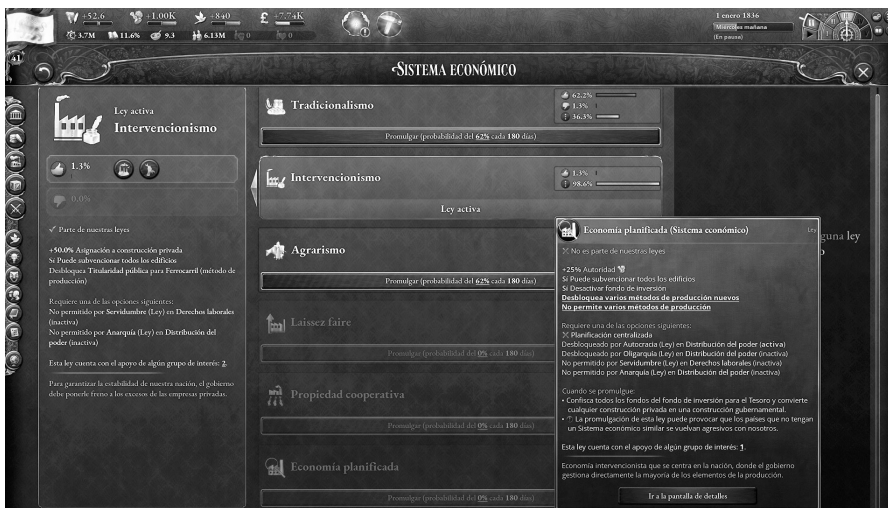 +52.6
+1.00K
+840
£ +7.74K
3.7M
11.6%
9.3
6.13M
0
0
1 enero 1836
Miércoles mañana
(En pausa)
41
SISTEMA ECONÓMICO
Ley activa
Intervencionismo
1.3%
0.0%
✓ Parte de nuestras leyes
+50.0% Asignación a construcción privada
Sí Puede subvencionar todos los edificios
Desbloquea Titularidad pública para Ferrocarril (método de
producción)
Requiere una de las opciones siguientes:
No permitido por Servidumbre (Ley) en Derechos laborales
(inactiva)
No permitido por Anarquía (Ley) en Distribución del
poder (inactiva)
Esta ley cuenta con el apoyo de algún grupo de interés: 2.
Para garantizar la estabilidad de nuestra nación, el gobierno
debe ponerle freno a los excesos de las empresas privadas.
Tradicionalismo
62.2%
1.3%
36.3%
Promulgar (probabilidad del 62% cada 180 días)
Intervencionismo
1.3%
98.6%
Ley activa
Agrarismo
Promulgar (probabilidad del 62% cada 180 días)
Laissez faire
Promulgar (probabilidad del 0% cada 180 días)
Propiedad cooperativa
Promulgar (probabilidad del 0% cada 180 días)
Economía planificada
Promulgar (probabilidad del 0% cada 180 días)
guna ley
o
Economía planificada (Sistema económico)
Ley
No es parte de nuestras leyes
+25% Autoridad
Sí Puede subvencionar todos los edificios
Sí Desactivar fondo de inversión
Desbloquea varios métodos de producción nuevos
No permite varios métodos de producción
Requiere una de las opciones siguientes:
Planificación centralizada
Desbloqueado por Autocracia (Ley) en Distribución del poder (activa)
Desbloqueado por Oligarquía (Ley) en Distribución del poder (inactiva)
No permitido por Servidumbre (Ley) en Derechos laborales (inactiva)
No permitido por Anarquía (Ley) en Distribución del poder (inactiva)
Cuando se promulgue:
• Confisca todos los fondos del fondo de inversión para el Tesoro y convierte
cualquier construcción privada en una construcción gubernamental.
• La promulgación de esta ley puede provocar que los países que no tengan
un Sistema económico similar se vuelvan agresivos con nosotros.
Esta ley cuenta con el apoyo de algún grupo de interés: 1.
Economía intervencionista que se centra en la nación, donde el gobierno
gestiona directamente la mayoría de los elementos de la producción.
Ir a la pantalla de detalles